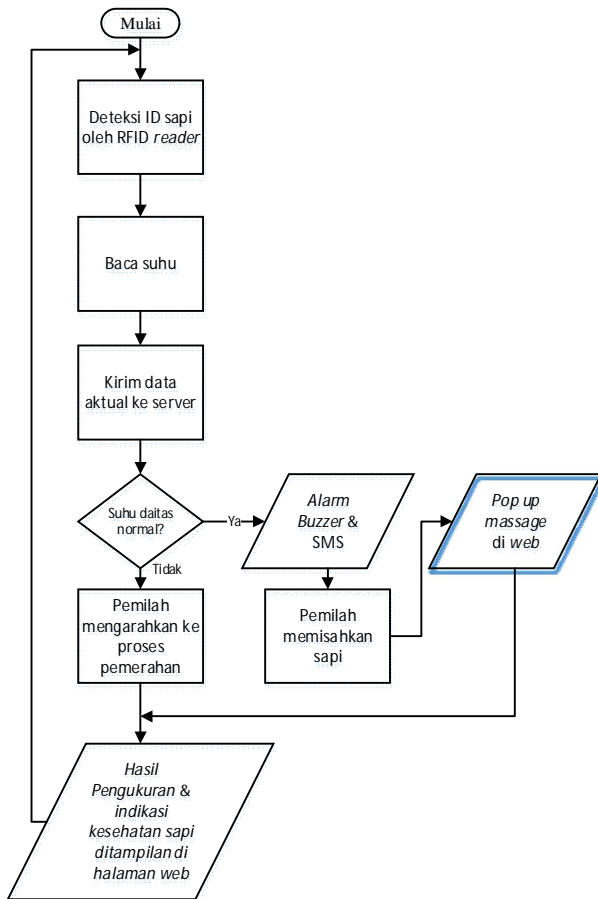 Mulai
Deteksi ID sapi
oleh RFID reader
Baca suhu
Kirim data
aktual ke server
Suhu daitas
normal?
Ya
Tidak
Alarm
Buzzer &
SMS
Pop up
massage
di web
Pemilah
mengarahkan ke
proses
pemerahan
Pemilah
memisahkan
sapi
Hasil
Pengukuran &
indikasi
kesehatan sapi
ditampilan di
halaman web